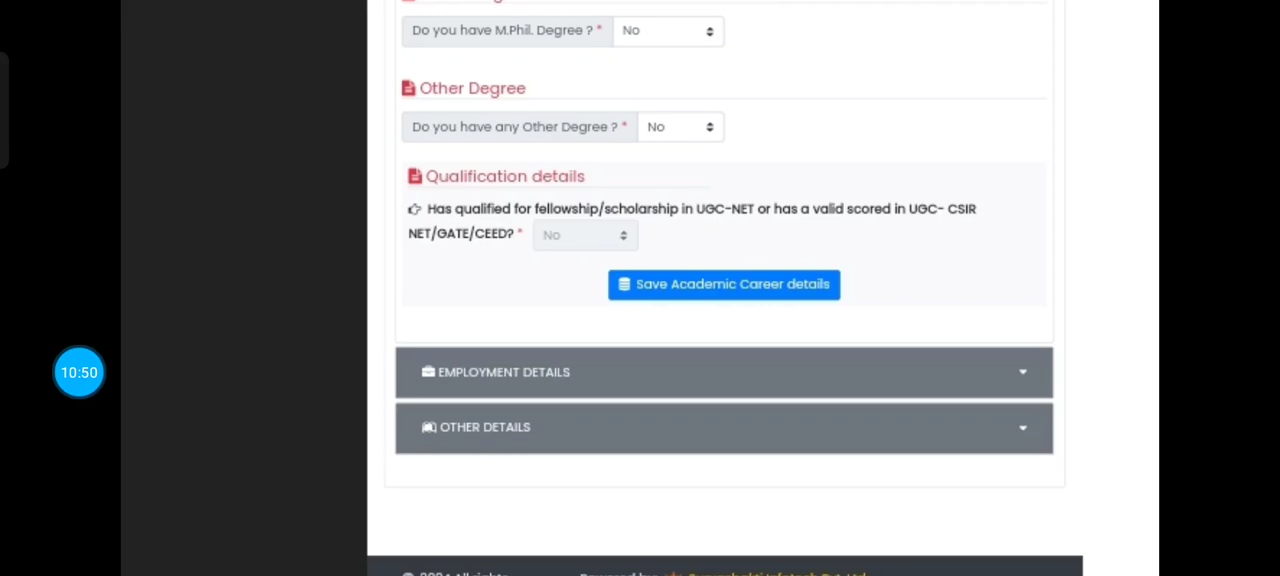 Do you have M.Phil. Degree ? * No
Other Degree
Do you have any Other Degree ? * No
Qualification details
Has qualified for fellowship/scholarship in UGC-NET or has a valid scored in UGC- CSIR
NET/GATE/CEED? * No
Save Academic Career details
10:50
EMPLOYMENT DETAILS
OTHER DETAILS